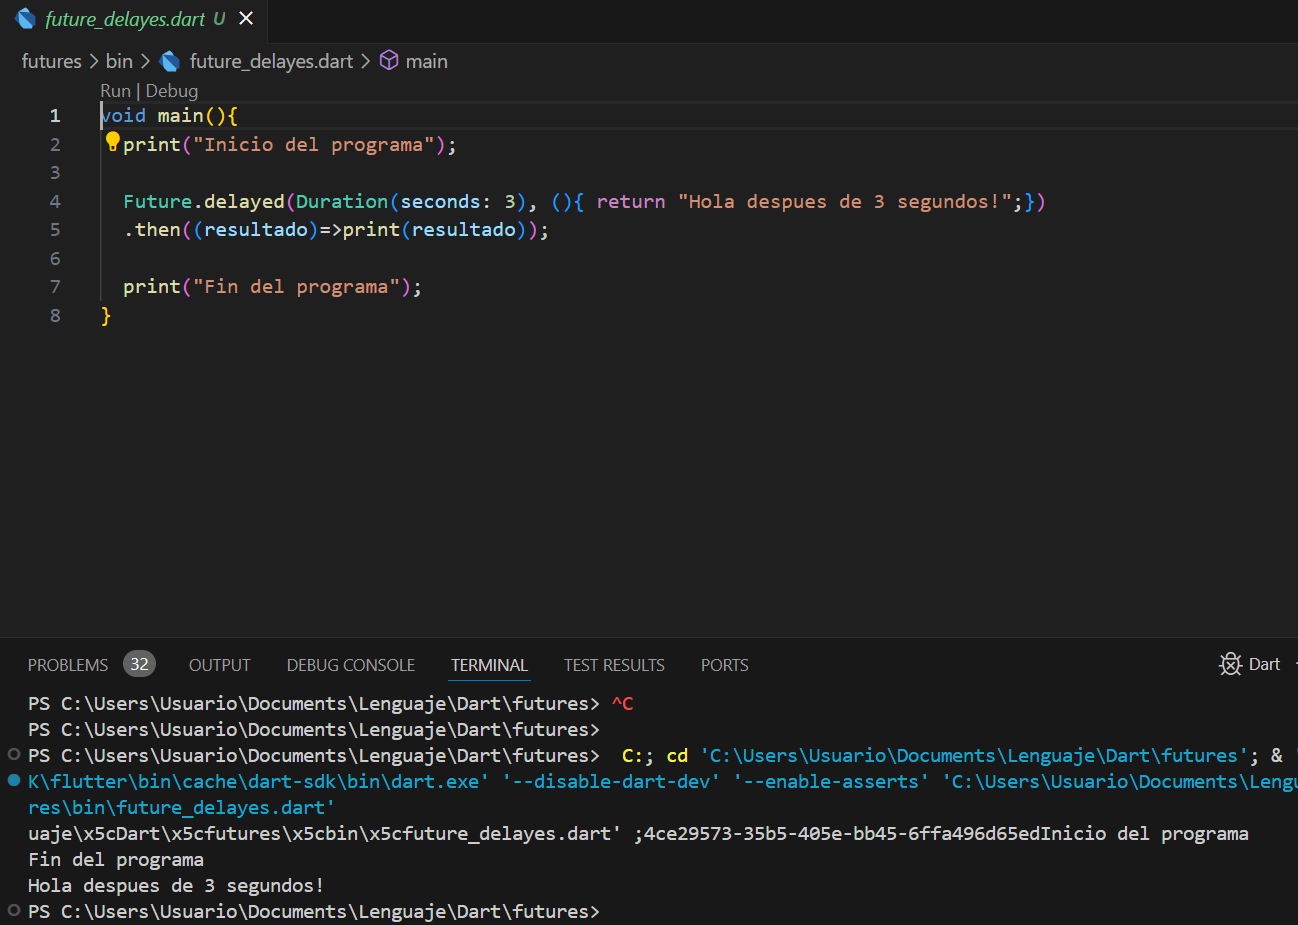 future_delayes.dart U
futures > bin > future_delayes.dart > main
Run | Debug
1 void main(){
2 print("Inicio del programa");
3
4 Future.delayed(Duration(seconds: 3), (){ return "Hola despues de 3 segundos!";})
5 .then((resultado)=>print(resultado));
6
7 print("Fin del programa");
8 }
PROBLEMS 32 OUTPUT DEBUG CONSOLE TERMINAL TEST RESULTS PORTS Dart
PS C:\Users\Usuario\Documents\Lenguaje\Dart\futures> ^C
PS C:\Users\Usuario\Documents\Lenguaje\Dart\futures>
PS C:\Users\Usuario\Documents\Lenguaje\Dart\futures>  C:; cd 'C:\Users\Usuario\Documents\Lenguaje\Dart\futures'; & '
K\flutter\bin\cache\dart-sdk\bin\dart.exe' '--disable-dart-dev' '--enable-asserts' 'C:\Users\Usuario\Documents\Lengu
res\bin\future_delayes.dart'
uaje\x5cDart\x5cfutures\x5cbin\x5cfuture_delayes.dart' ;4ce29573-35b5-405e-bb45-6ffa496d65edInicio del programa
Fin del programa
Hola despues de 3 segundos!
PS C:\Users\Usuario\Documents\Lenguaje\Dart\futures>